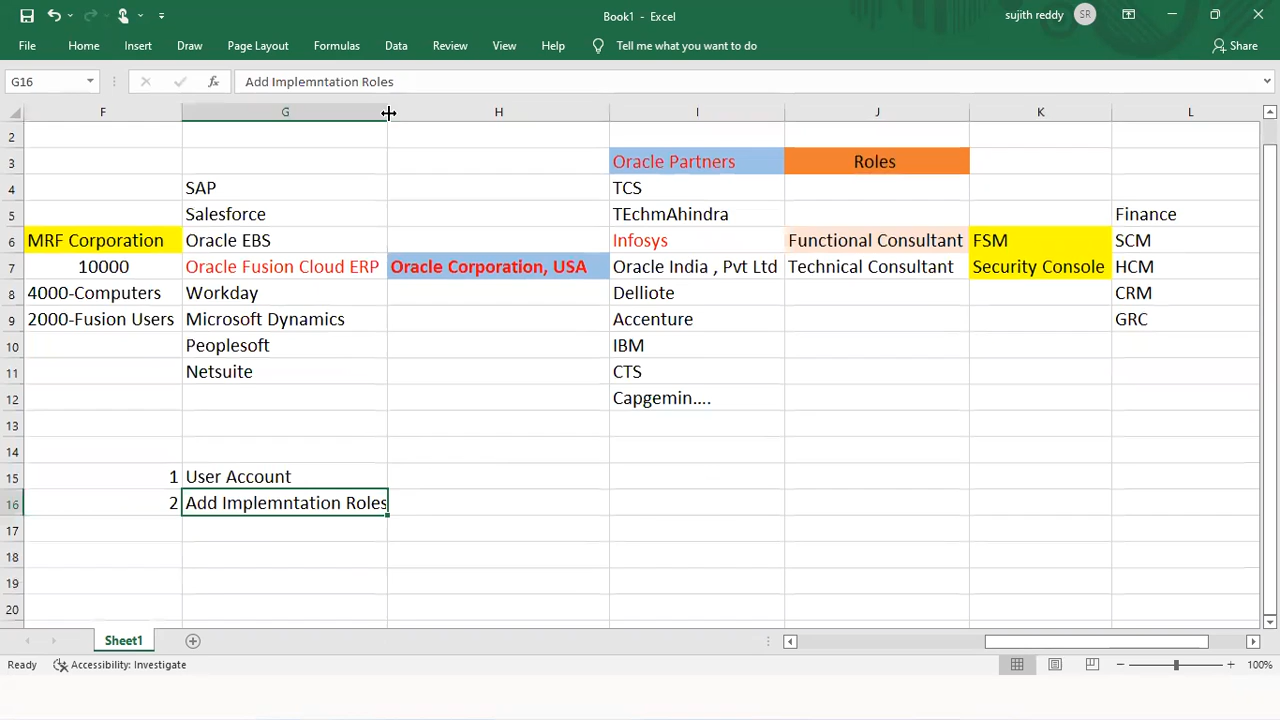 Book1 - Excel
sujith reddy SR
File Home Insert Draw Page Layout Formulas Data Review View Help Tell me what you want to do Share
G16 fx Add Implemntation Roles
F G H I J K L
2
3 Oracle Partners Roles
4 SAP TCS
5 Salesforce TEchmAhindra Finance
6 MRF Corporation Oracle EBS Infosys Functional Consultant FSM SCM
7 10000 Oracle Fusion Cloud ERP Oracle Corporation, USA Oracle India , Pvt Ltd Technical Consultant Security Console HCM
8 4000-Computers Workday Delliote CRM
9 2000-Fusion Users Microsoft Dynamics Accenture GRC
10 Peoplesoft IBM
11 Netsuite CTS
12 Capgemin....
13
14
15 1 User Account
16 2 Add Implemntation Roles
17
18
19
20
Sheet1
Ready Accessibility: Investigate 100%